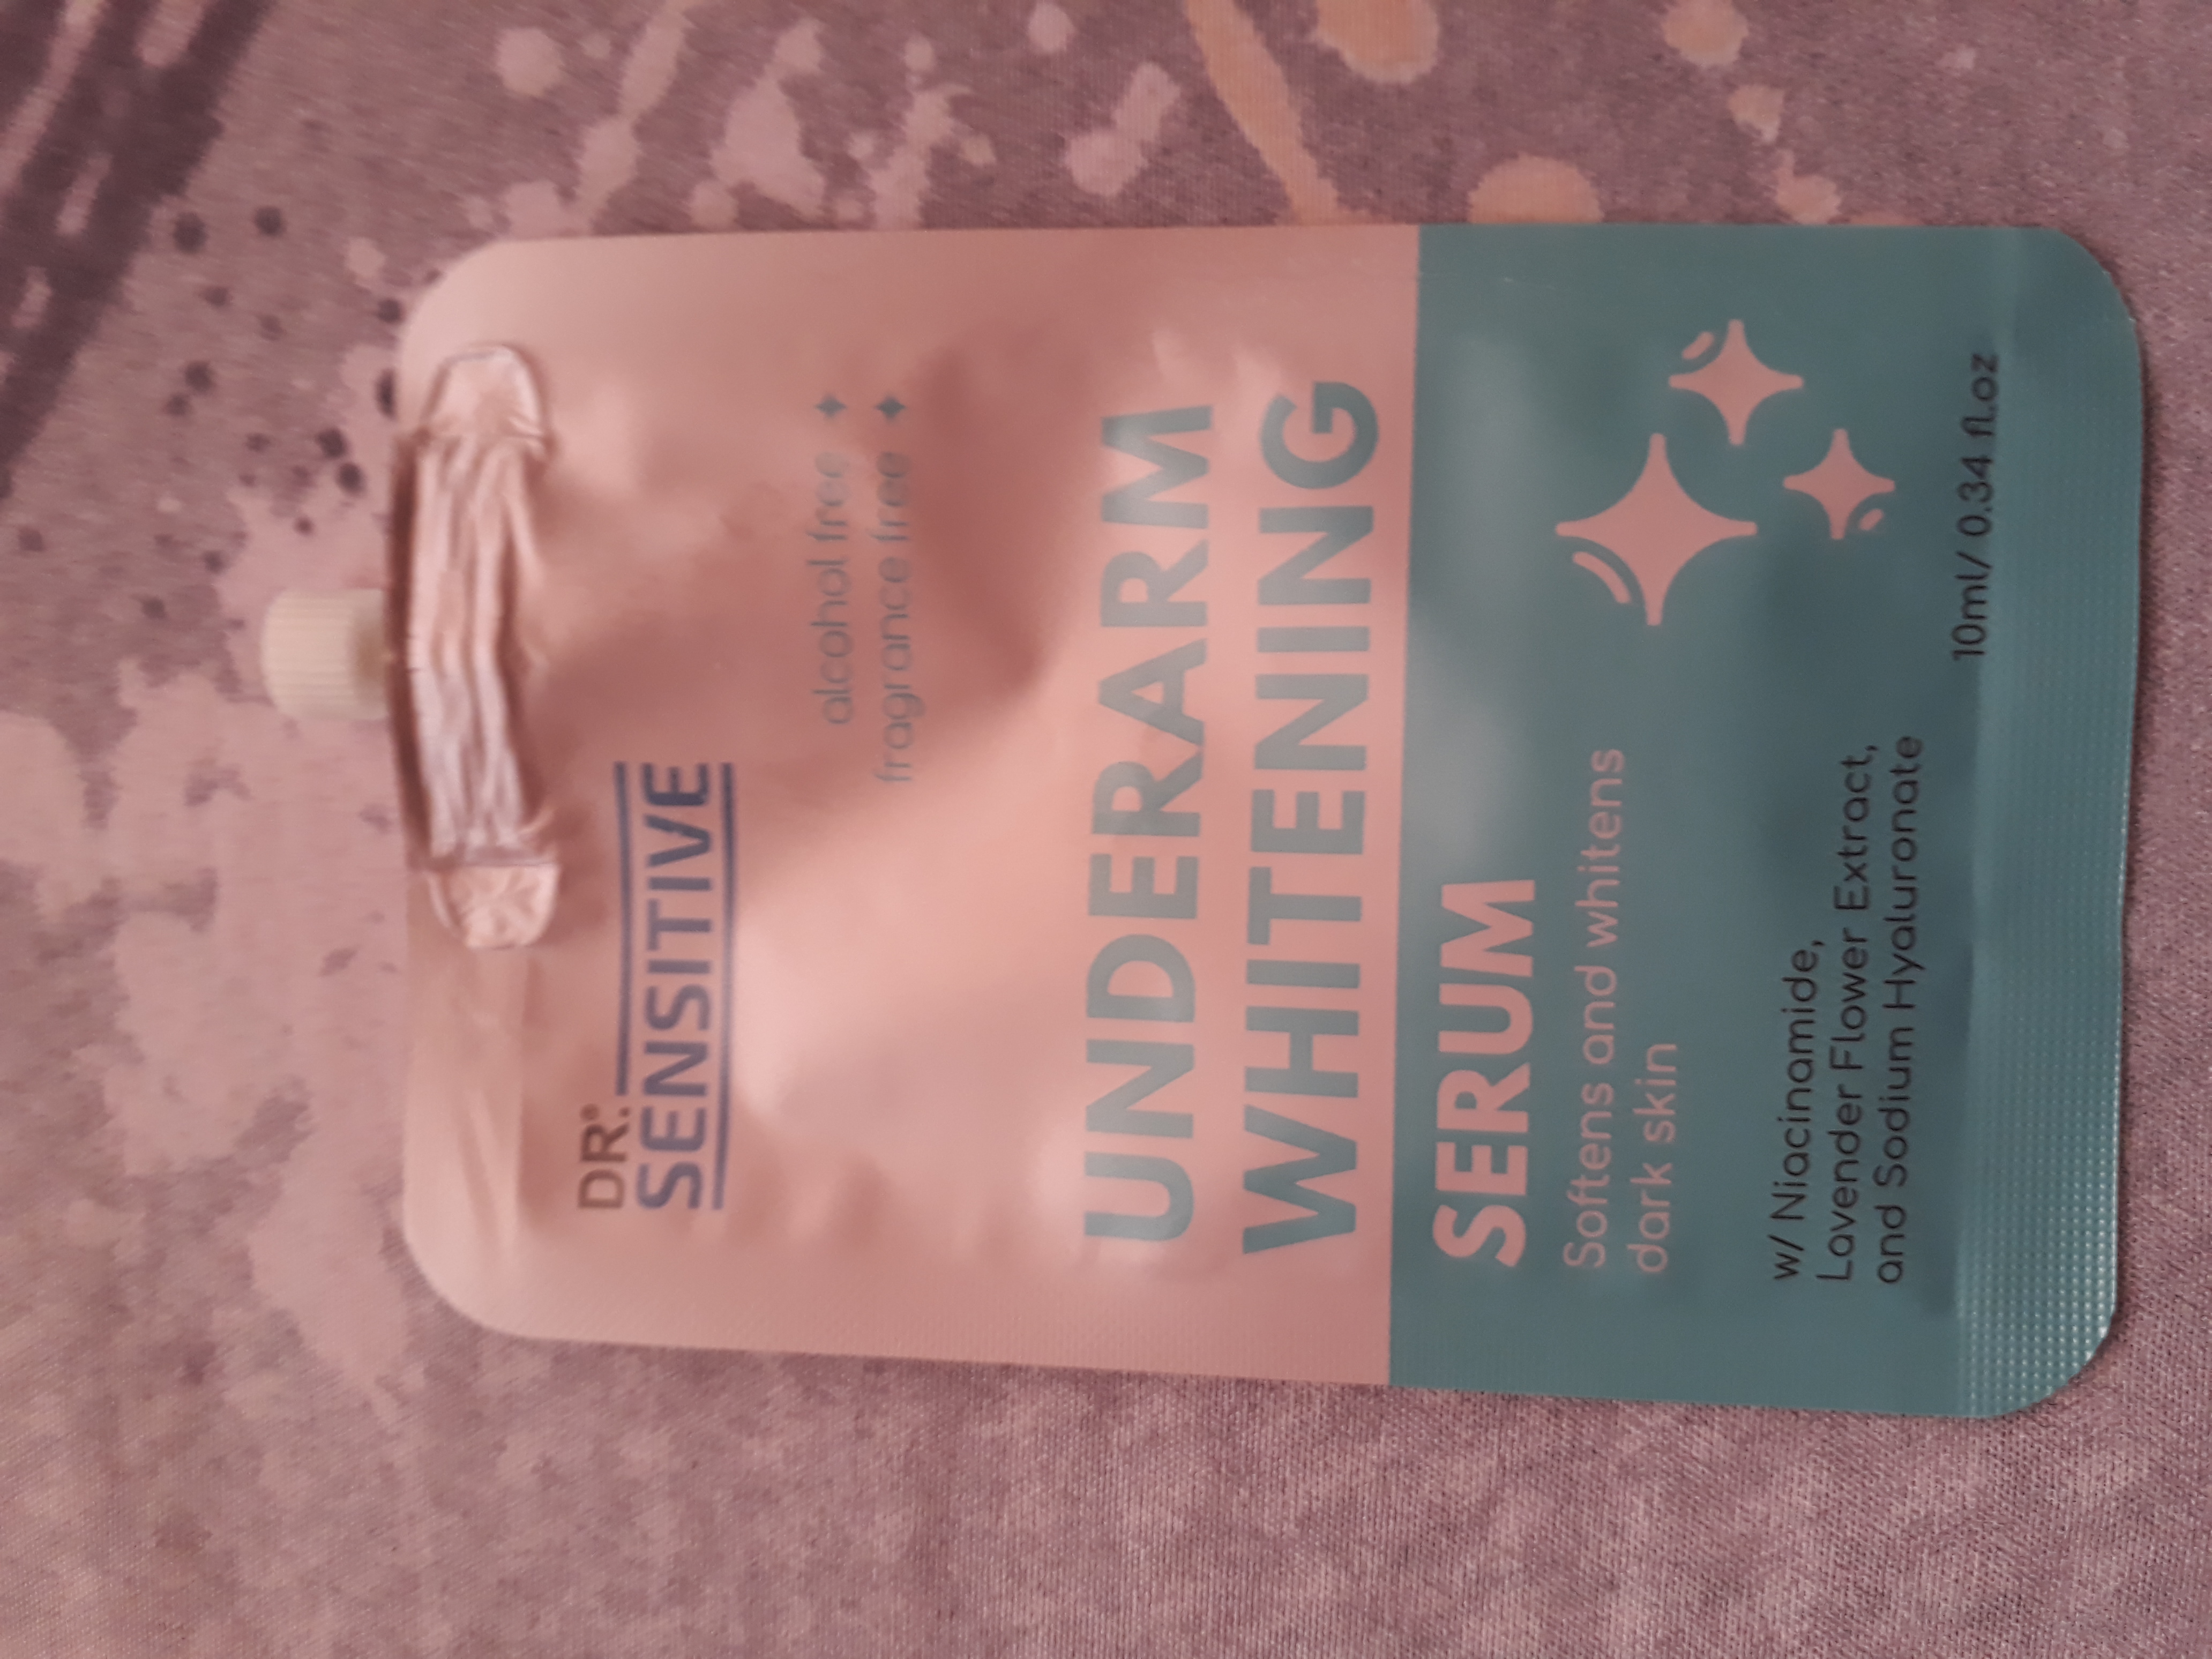 DR.®
SENSITIVE
alcohol free
fragrance free
UNDERARM
WHITENING
SERUM
Softens and whitens
dark skin
w/ Niacinamide,
Lavender Flower Extract,
and Sodium Hyaluronate
10ml/ 0.34 fl.oz